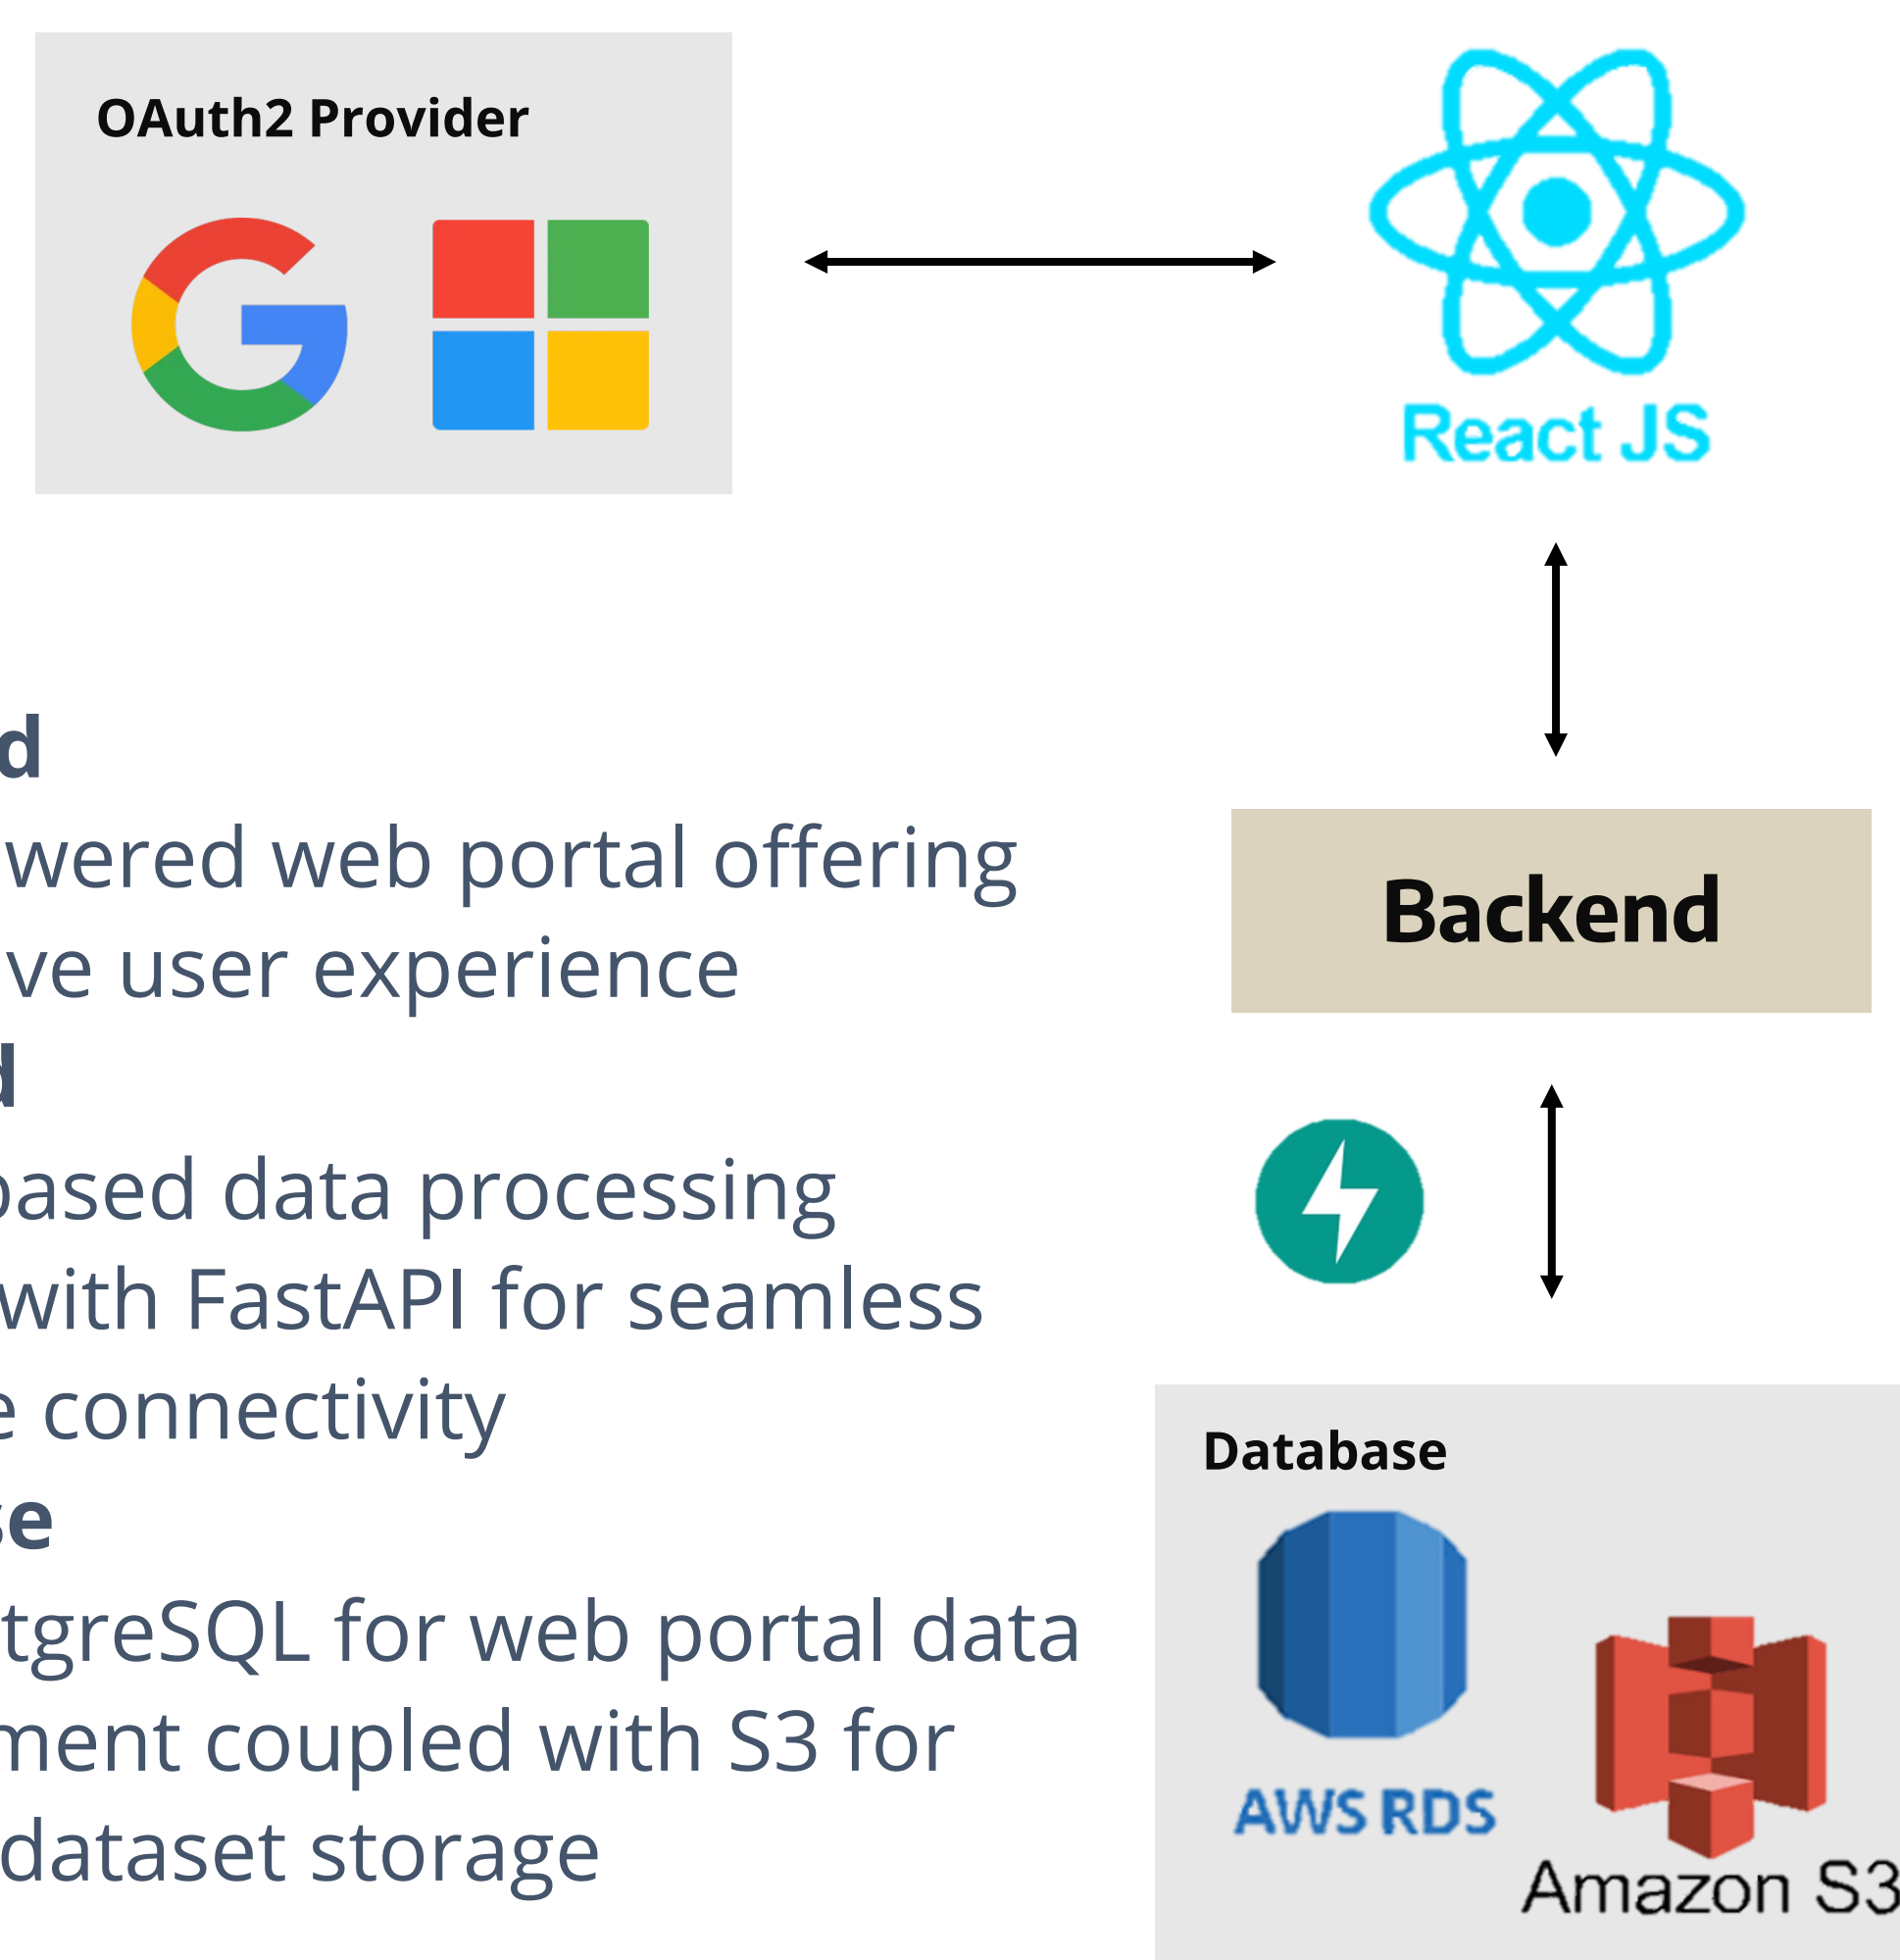 OAuth2 Provider
React JS
wered web portal offering
ve user experience
Backend
based data processing
with FastAPI for seamless
connectivity
Database
tgreSQL for web portal data
ment coupled with S3 for
dataset storage
AWS RDS
Amazon S3